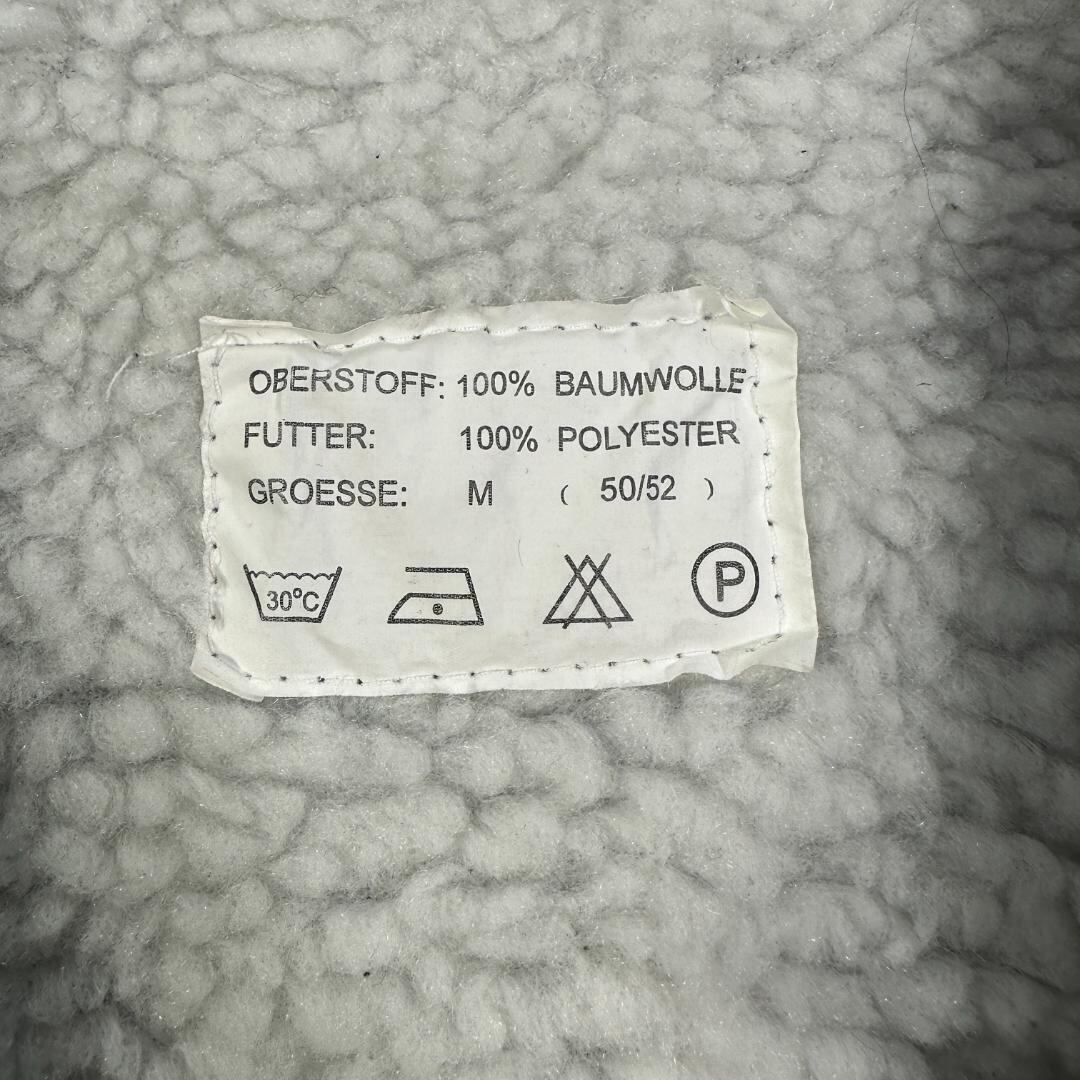 OBERSTOFF: 100% BAUMWOLLE
FUTTER: 100% POLYESTER
GROESSE: M ( 50/52 )
30°C P